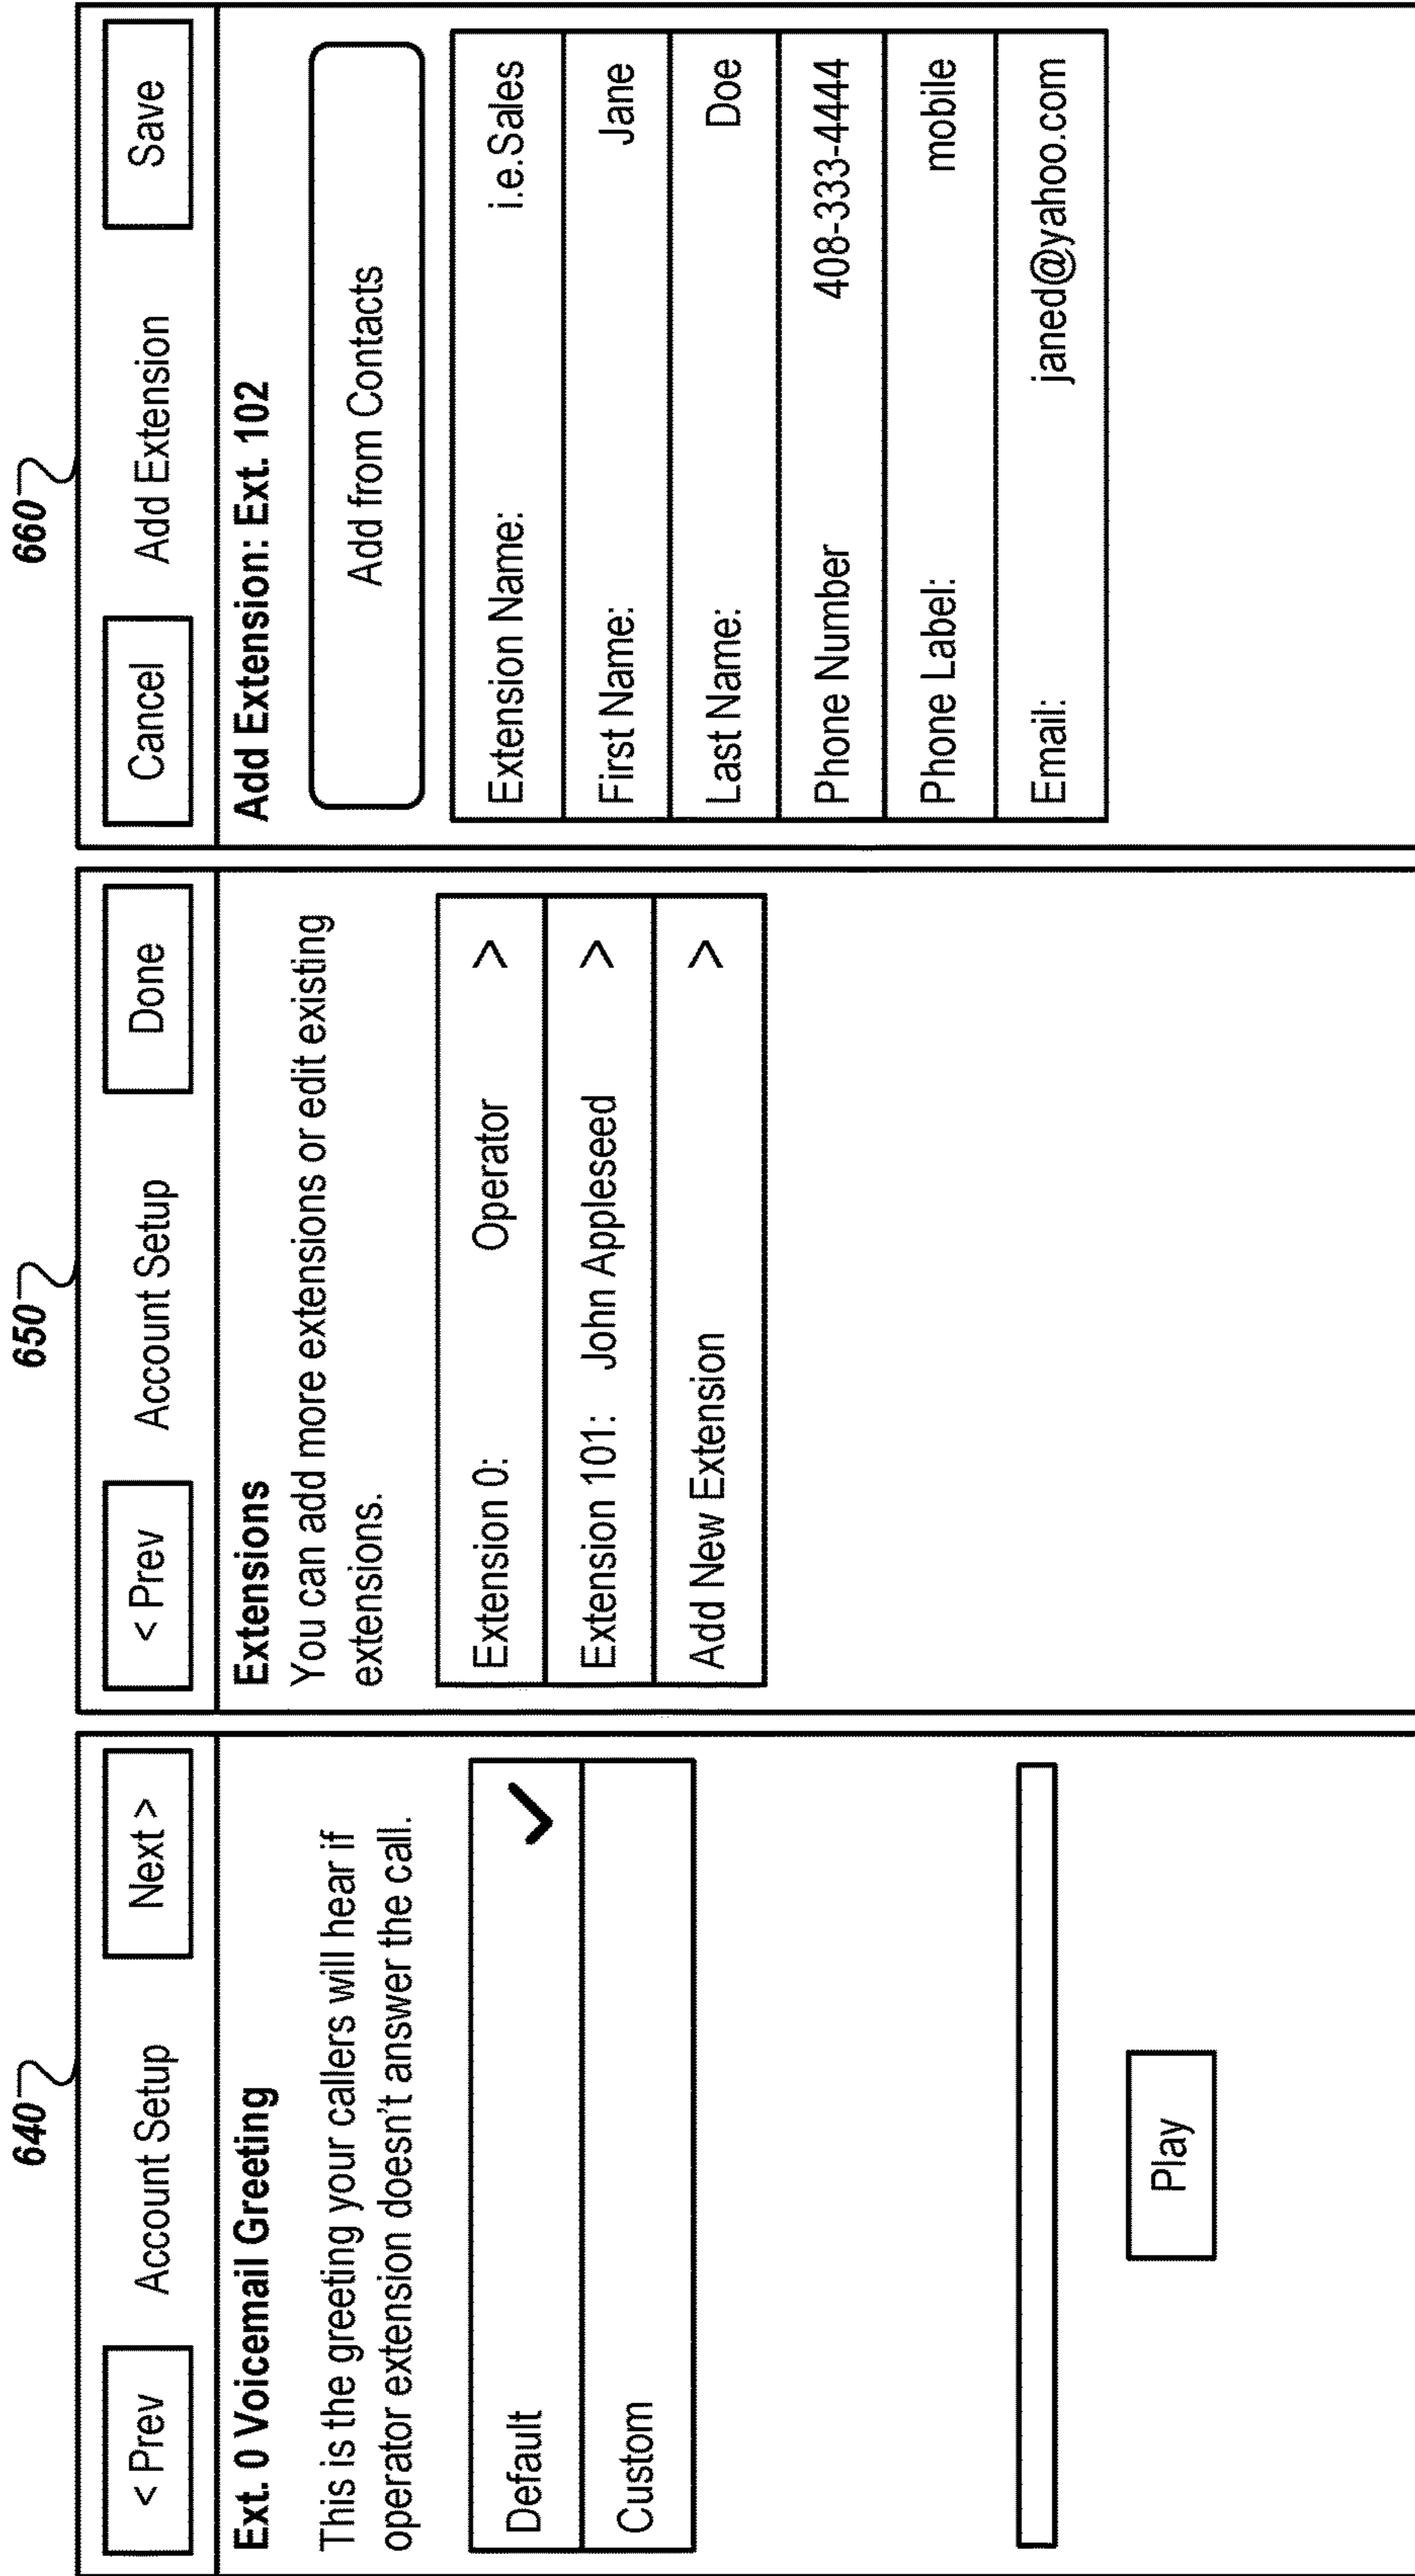 640
< Prev Account Setup Next >
Ext. 0 Voicemail Greeting
This is the greeting your callers will hear if
operator extension doesn't answer the call.
Default
Custom
Play
650
< Prev Account Setup Done
Extensions
You can add more extensions or edit existing
extensions.
Extension 0: Operator >
Extension 101: John Appleseed >
Add New Extension >
660
Cancel Add Extension Save
Add Extension: Ext. 102
Add from Contacts
Extension Name: i.e.Sales
First Name: Jane
Last Name: Doe
Phone Number 408-333-4444
Phone Label: mobile
Email: janed@yahoo.com